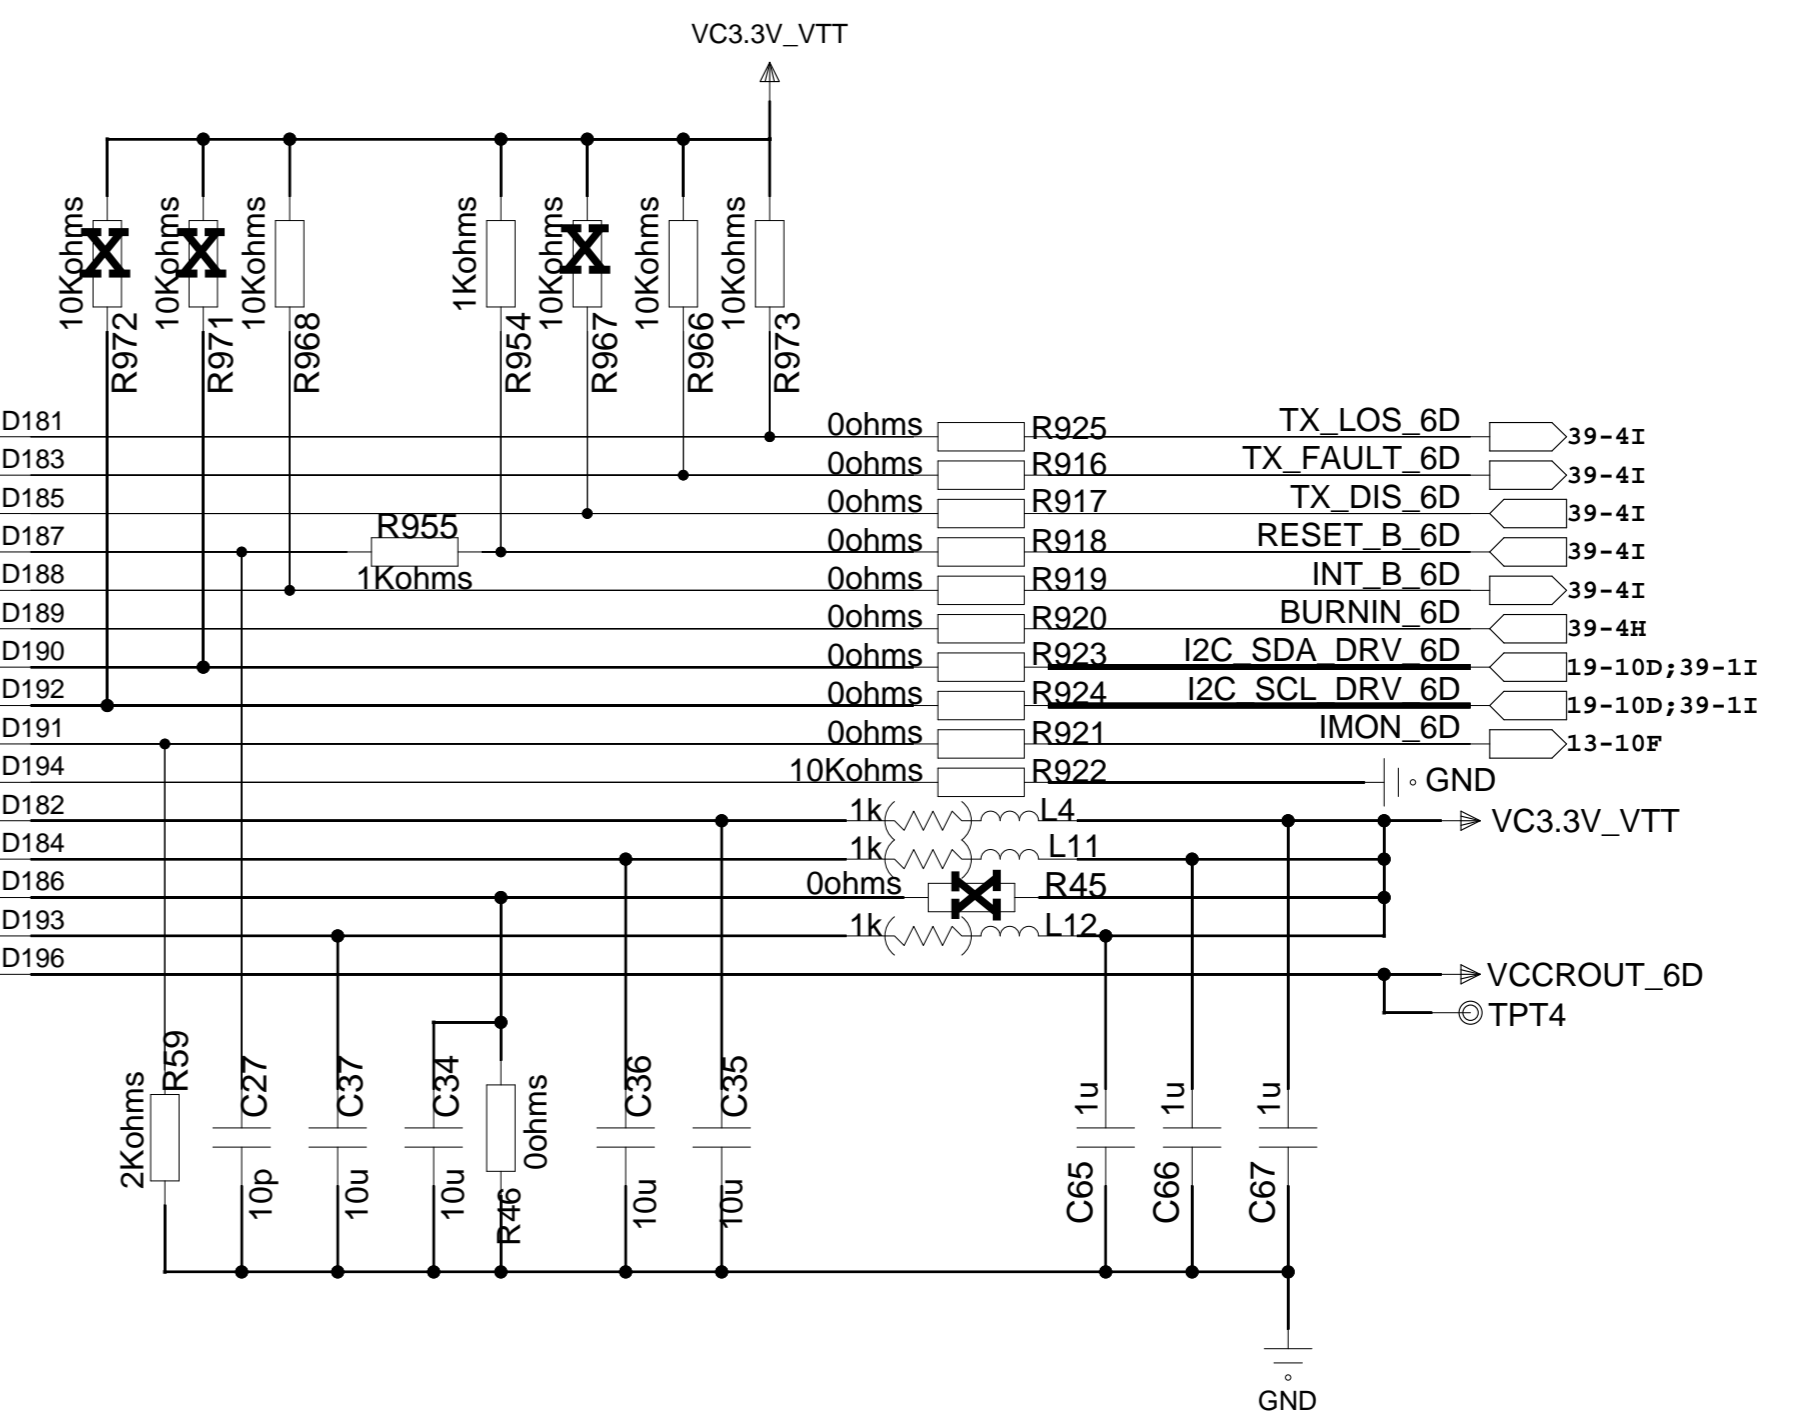 VC3.3V_VTT
10Kohms
R972
10Kohms
R971
10Kohms
R968
1Kohms
R954
10Kohms
R967
10Kohms
R966
10Kohms
R973
D181 0ohms R925 TX_LOS_6D 39-4I
D183 0ohms R916 TX_FAULT_6D 39-4I
D185 0ohms R917 TX_DIS_6D 39-4I
R955
D187 0ohms R918 RESET_B_6D 39-4I
1Kohms
D188 0ohms R919 INT_B_6D 39-4I
D189 0ohms R920 BURNIN_6D 39-4H
D190 0ohms R923 I2C_SDA_DRV_6D 19-10D;39-1I
D192 0ohms R924 I2C_SCL_DRV_6D 19-10D;39-1I
D191 0ohms R921 IMON_6D 13-10F
D194 10Kohms R922 GND
D182 1k L4 VC3.3V_VTT
D184 1k L11
D186 0ohms R45
D193 1k L12
D196 VCCROUT_6D
TPT4
2Kohms
R59
C27
10p
C37
10u
C34
10u
R46
0ohms
C36
10u
C35
10u
1u
C65
1u
C66
1u
C67
GND